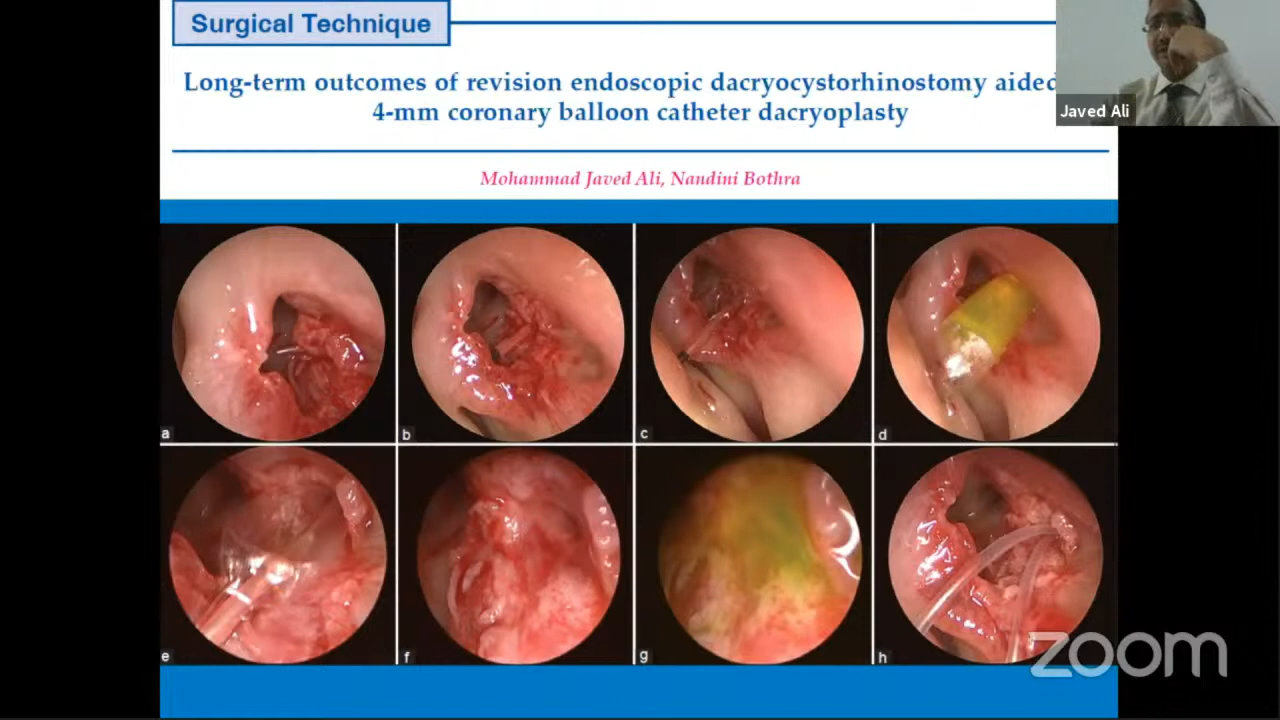 Surgical Technique
Long-term outcomes of revision endoscopic dacryocystorhinostomy aided
4-mm coronary balloon catheter dacryoplasty
Javed Ali
Mohammad Javed Ali, Nandini Bothra
a
b
c
d
e
f
g
h
zoom